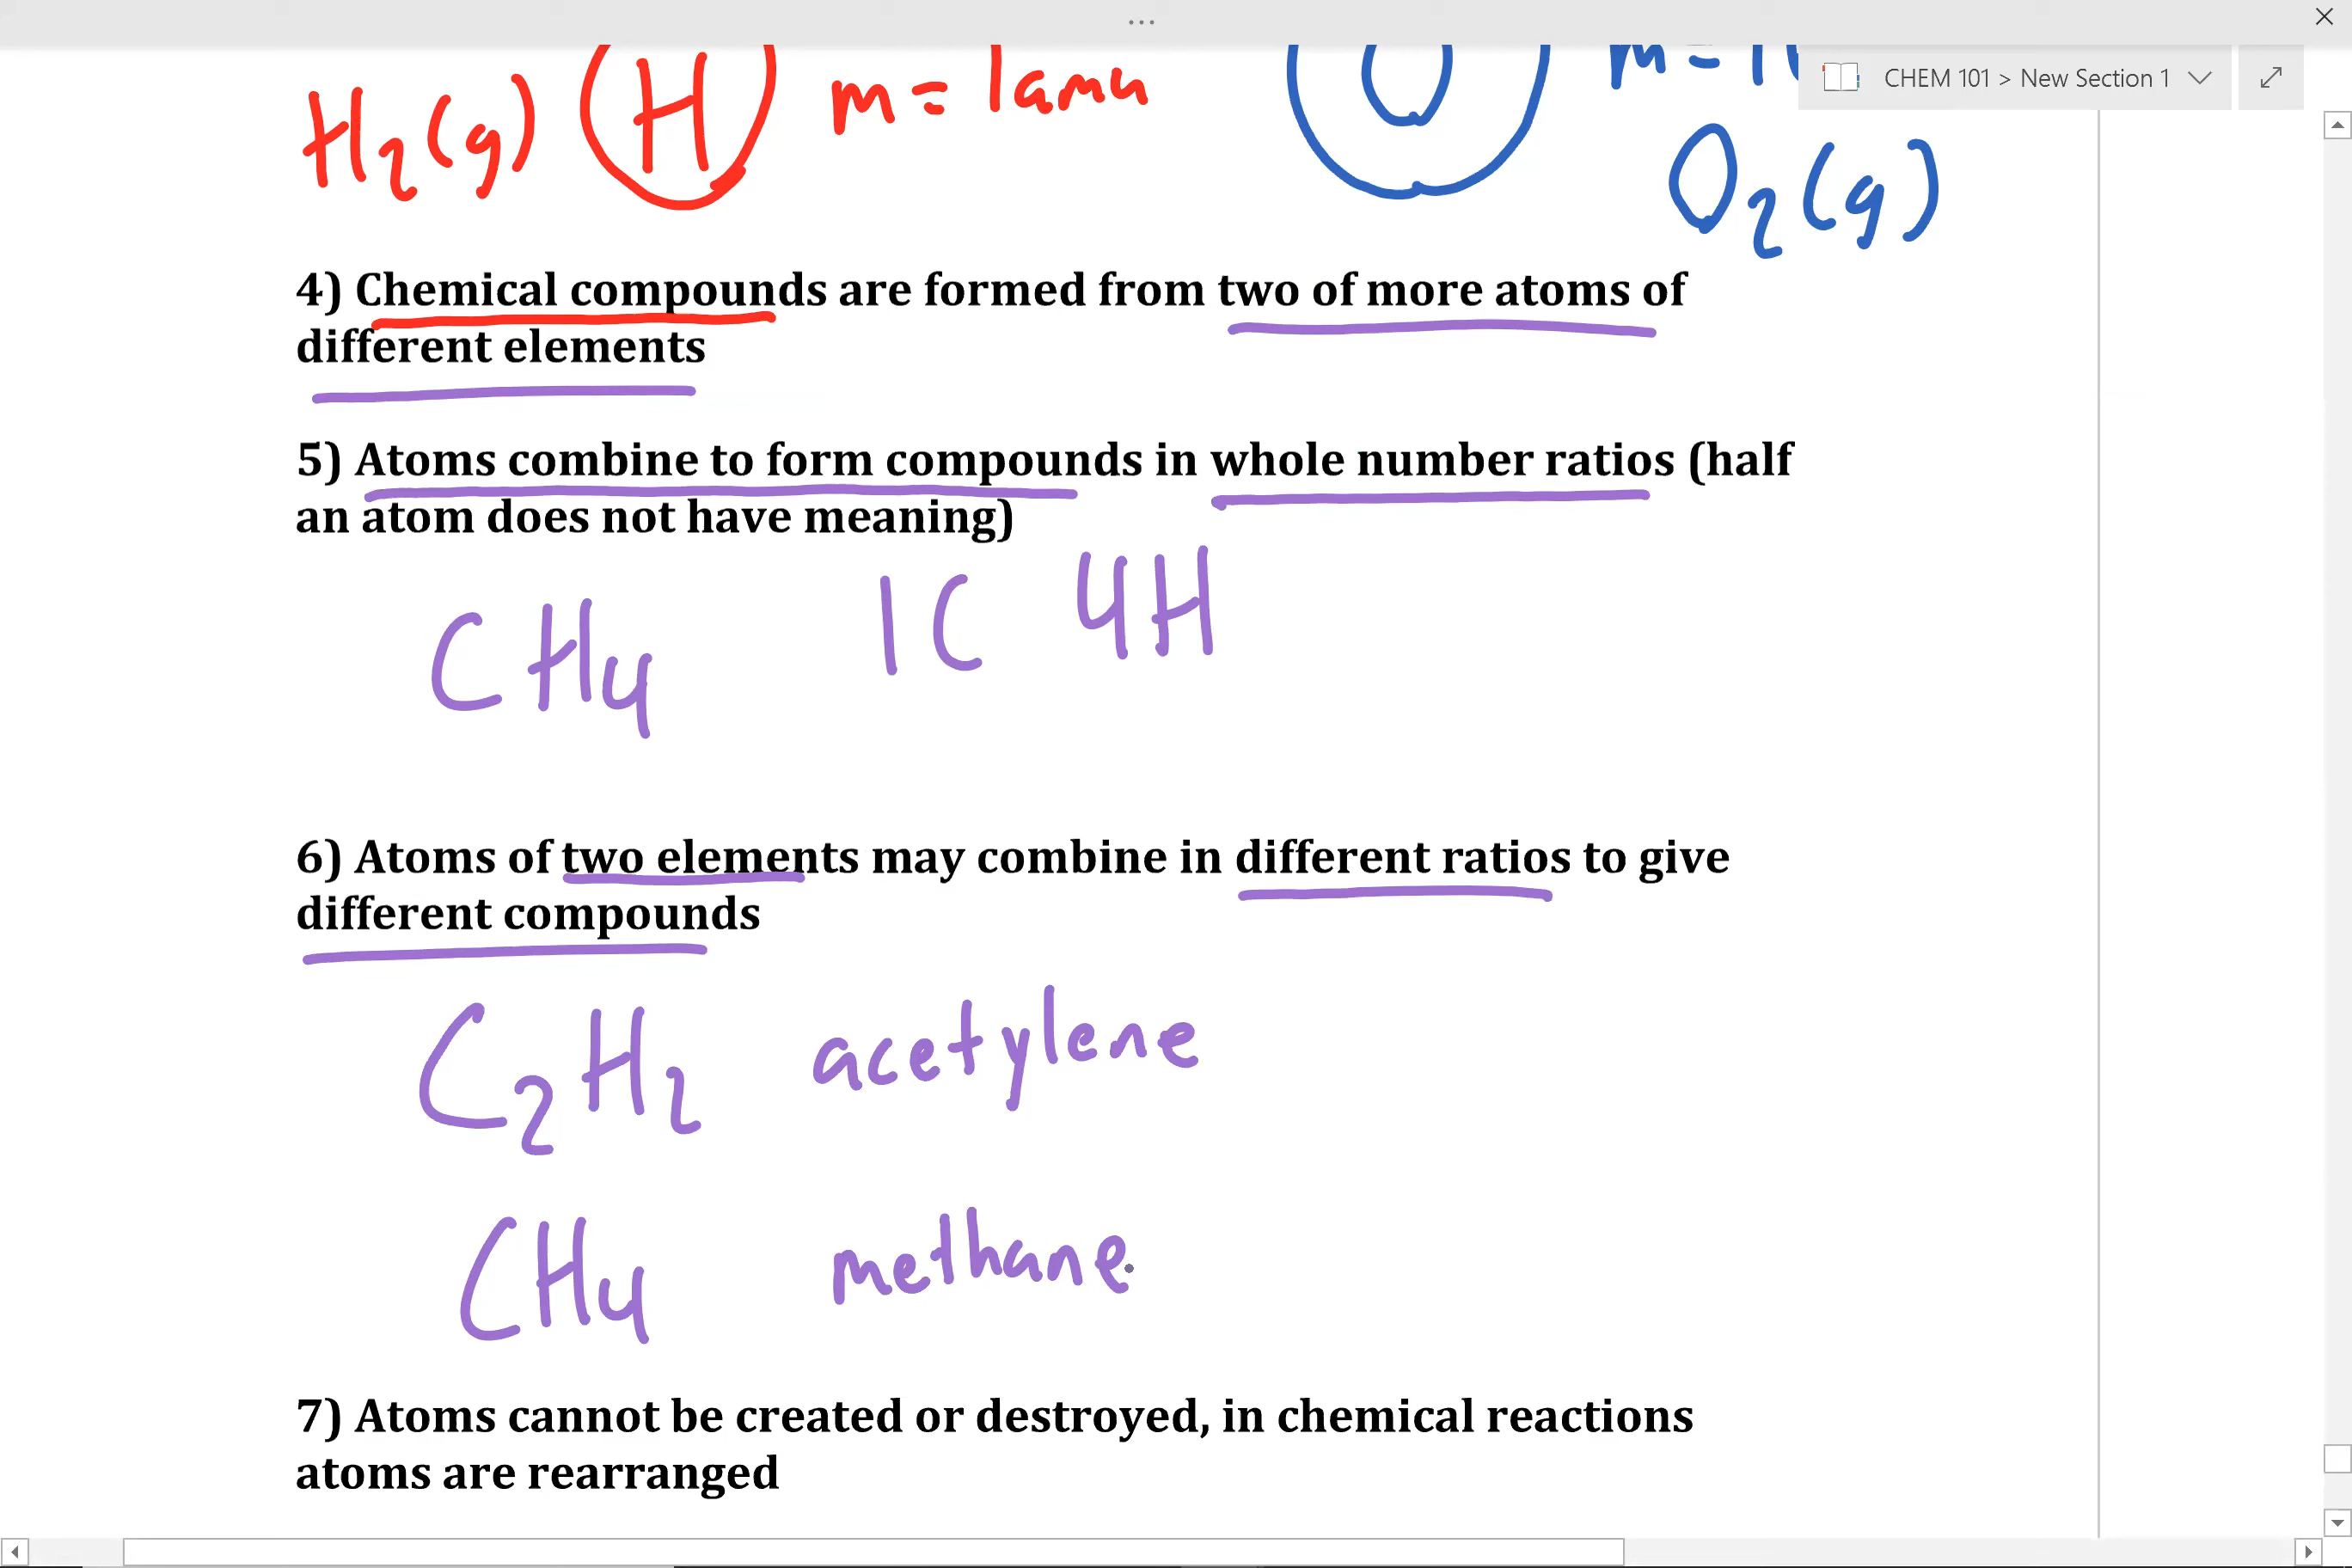 CHEM 101 > New Section 1
H2(g) H m = 1 amu
O2(g)
4) Chemical compounds are formed from two of more atoms of
different elements
5) Atoms combine to form compounds in whole number ratios (half
an atom does not have meaning)
CH4 1C 4H
6) Atoms of two elements may combine in different ratios to give
different compounds
C2H2 acetylene
CH4 methane
7) Atoms cannot be created or destroyed, in chemical reactions
atoms are rearranged